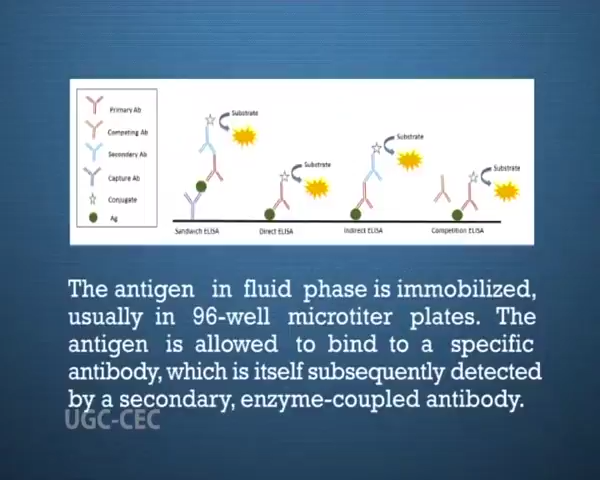 Primary Ab
Competing Ab
Secondery Ab
Capture Ab
Conjugate
Ag
Substrate
Substrate
Substrate
Substrate
Sandwich ELISA
Direct ELISA
Indirect ELISA
Competition ELISA
The antigen in fluid phase is immobilized,
usually in 96-well microtiter plates. The
antigen is allowed to bind to a specific
antibody, which is itself subsequently detected
by a secondary, enzyme-coupled antibody.
UGC-CEC